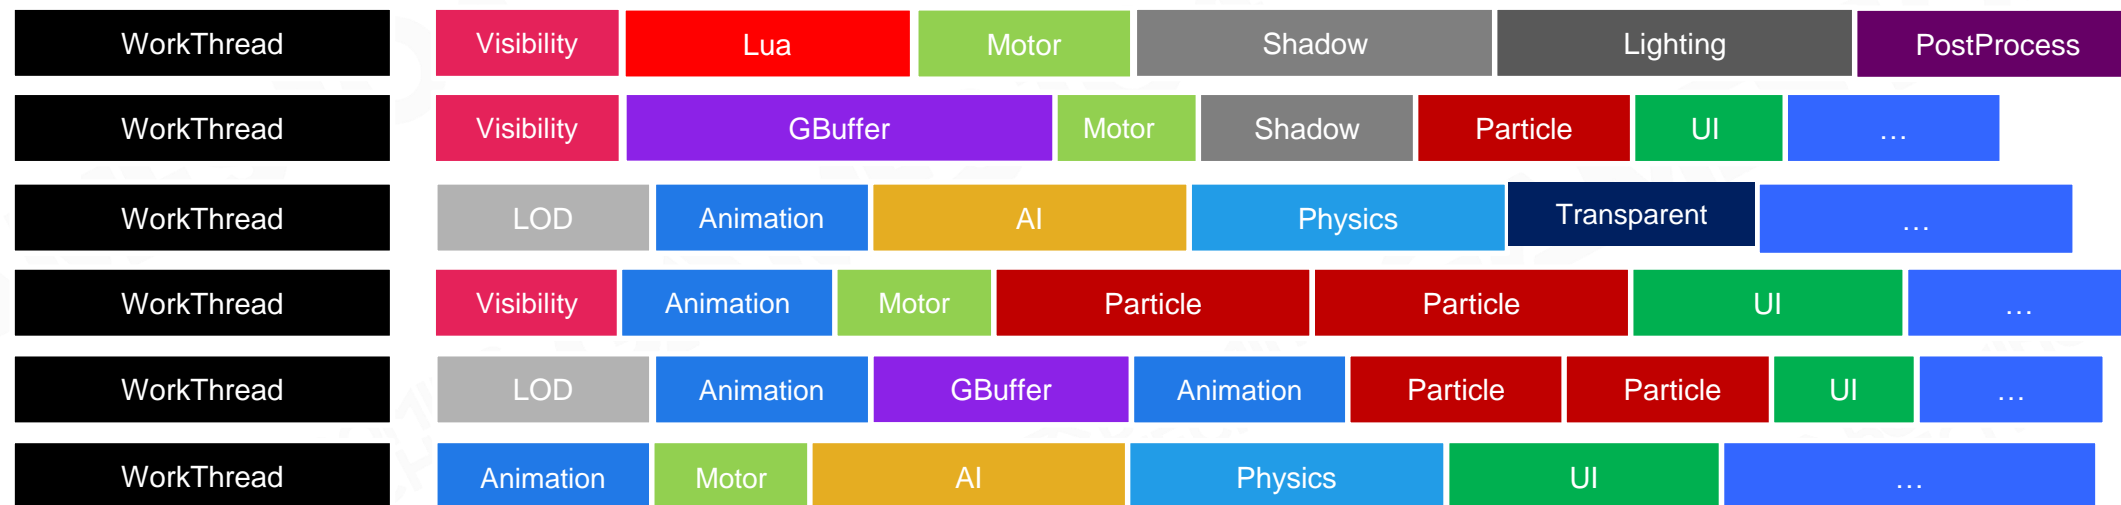 WorkThread Visibility Lua Motor Shadow Lighting PostProcess
WorkThread Visibility GBuffer Motor Shadow Particle UI …
WorkThread LOD Animation AI Physics Transparent …
WorkThread Visibility Animation Motor Particle Particle UI …
WorkThread LOD Animation GBuffer Animation Particle Particle UI …
WorkThread Animation Motor AI Physics UI …